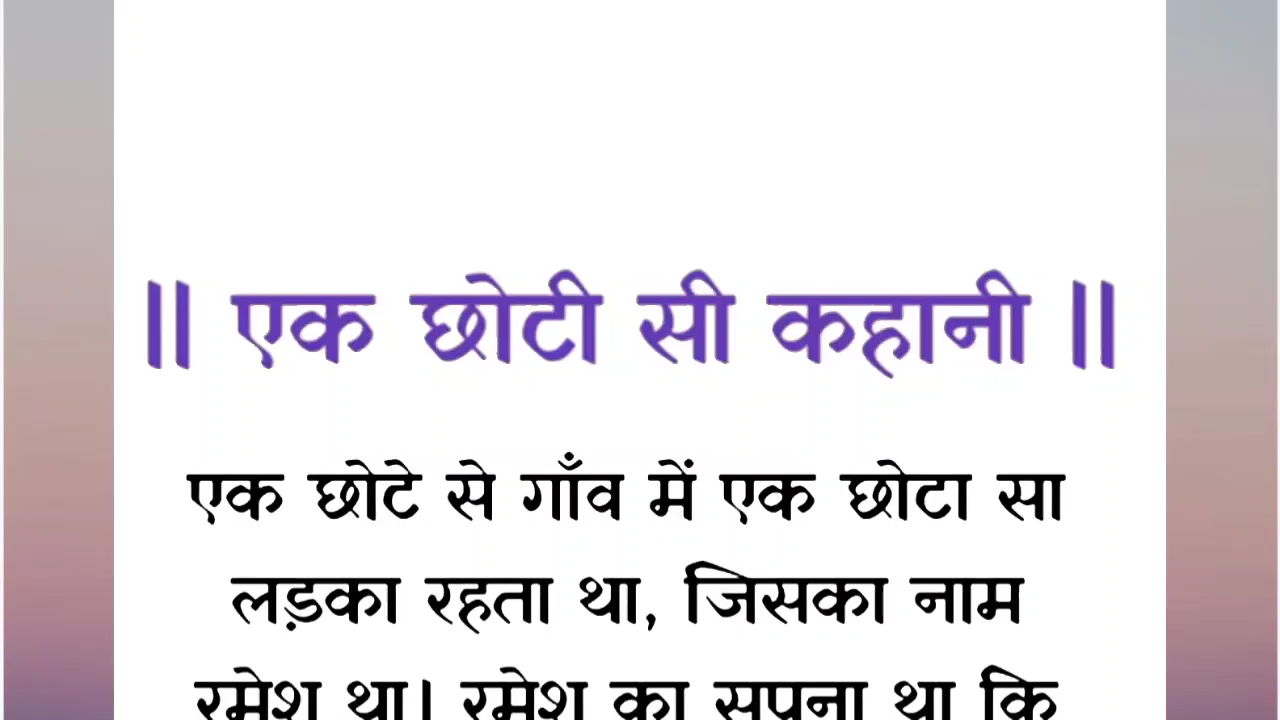 || एक छोटी सी कहानी ||
एक छोटे से गाँव में एक छोटा सा
लड़का रहता था, जिसका नाम
रमेश था। रमेश का सपना था कि